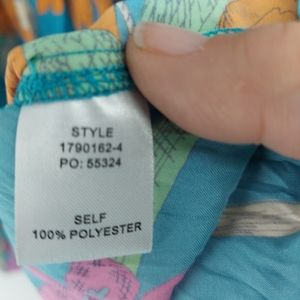 STYLE
1790162-4
PO: 55324
SELF
100% POLYESTER